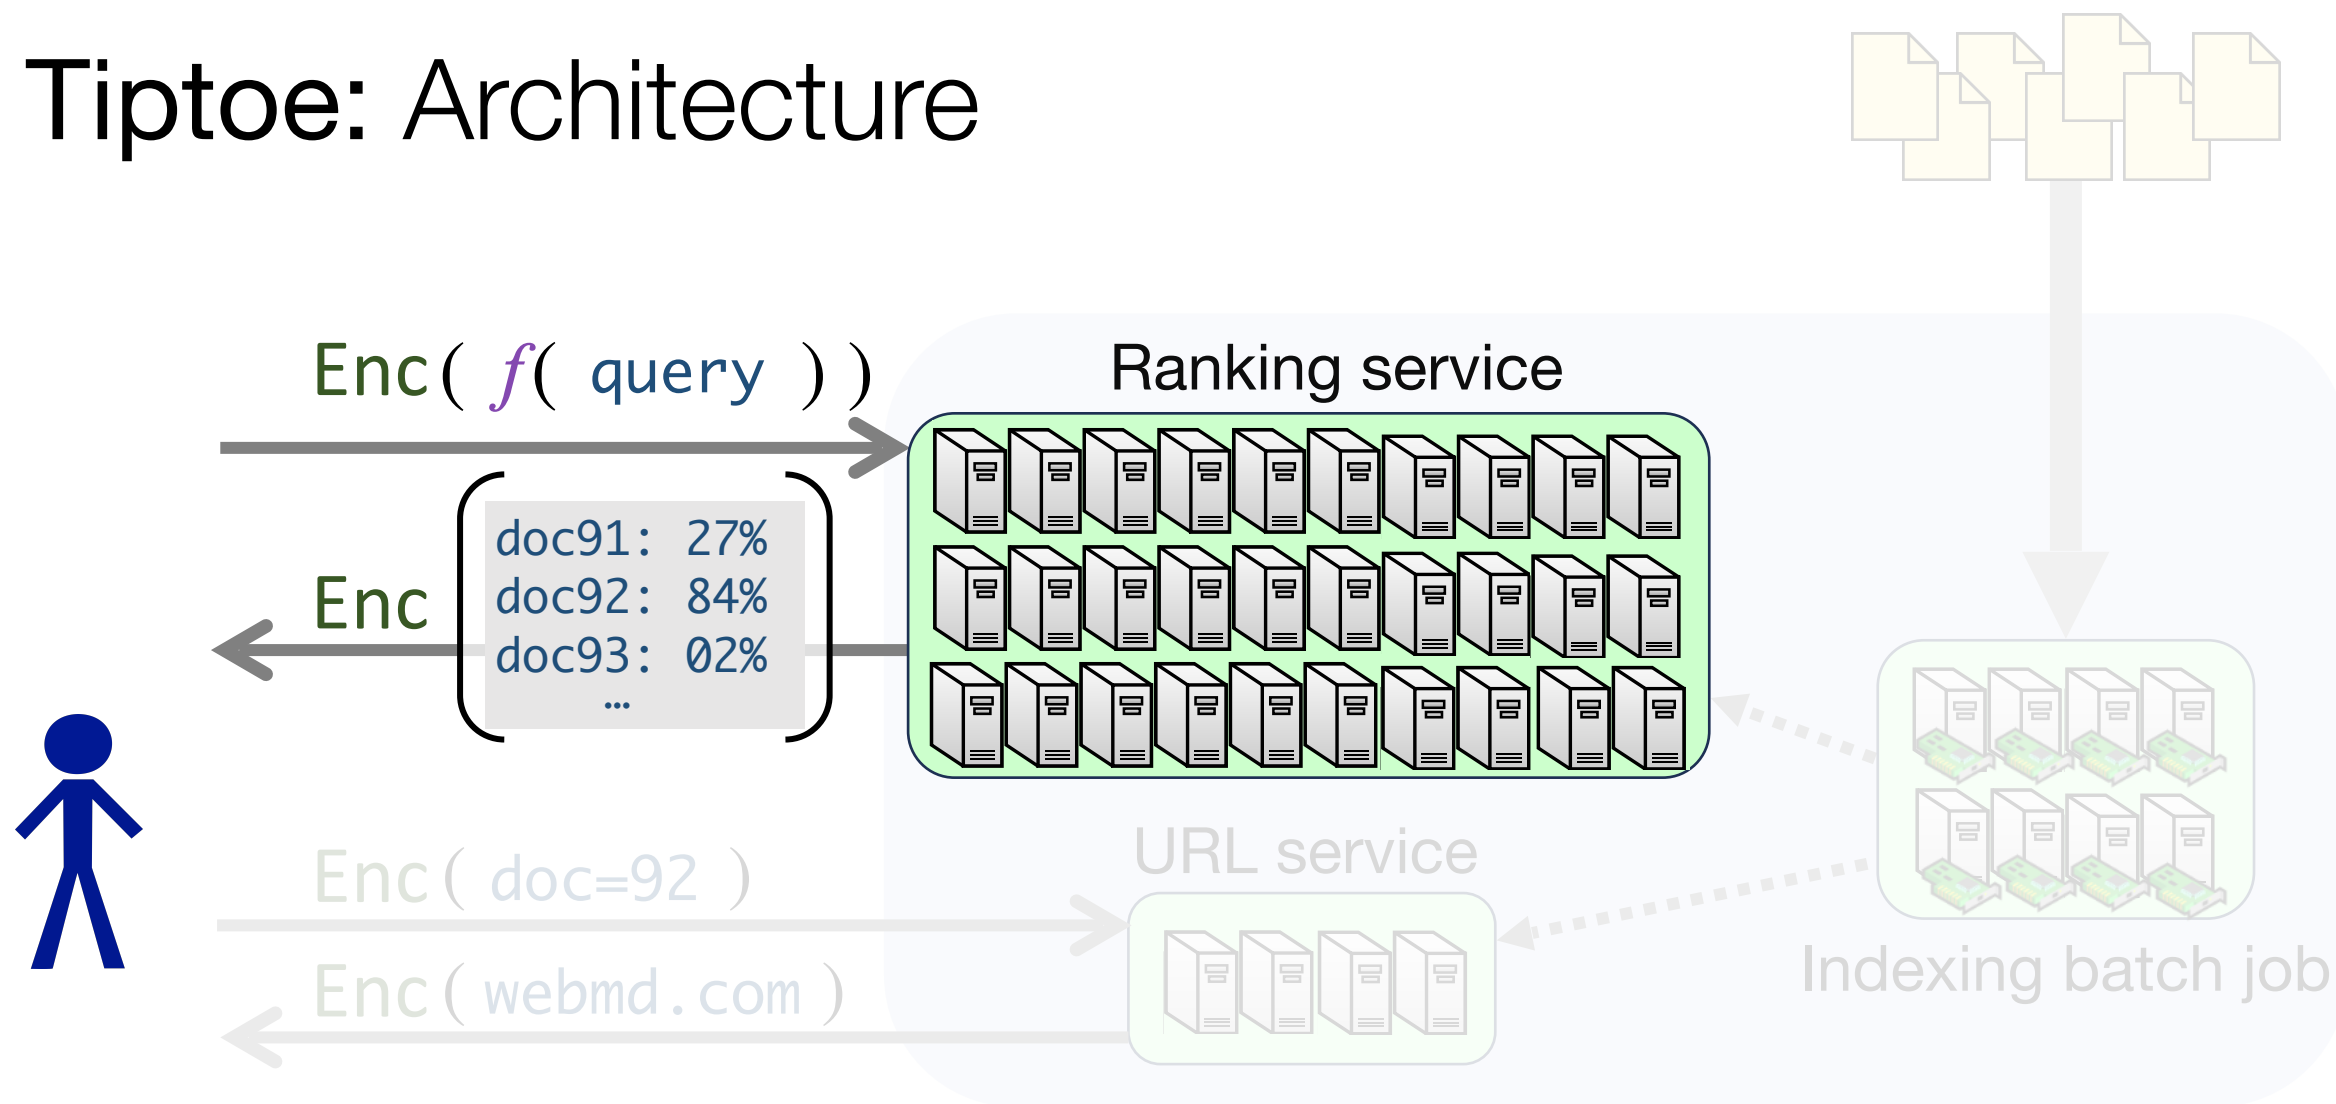 Tiptoe: Architecture
Enc( f( query ) )
Ranking service
Enc
doc91: 27%
doc92: 84%
doc93: 02%
…
URL service
Enc( doc=92 )
Enc( webmd.com )
Indexing batch job